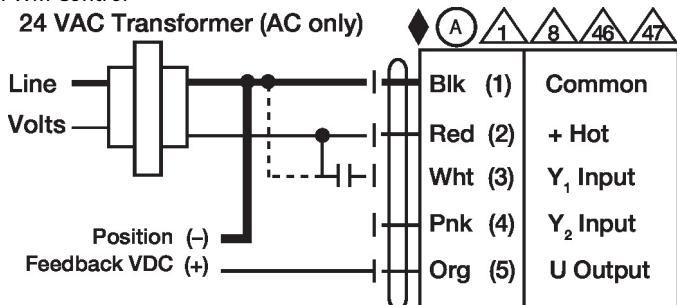 24 VAC Transformer (AC only)
A 1 8 46 47
Line
Volts
Blk (1) Common
Red (2) + Hot
Wht (3) Y1 Input
Pnk (4) Y2 Input
Org (5) U Output
Position (–)
Feedback VDC (+)